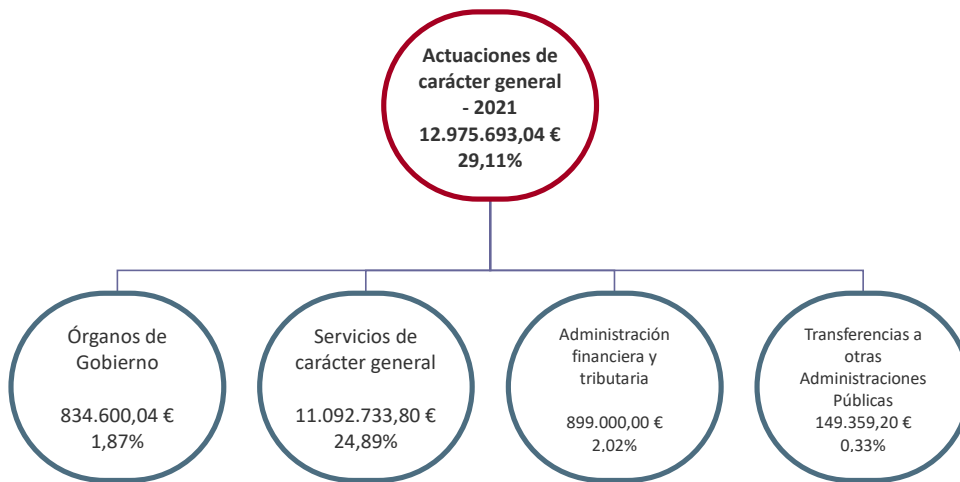 Actuaciones de
carácter general
- 2021
12.975.693,04 €
29,11%
Órganos de
Gobierno
834.600,04 €
1,87%
Servicios de
carácter general
11.092.733,80 €
24,89%
Administración
financiera y
tributaria
899.000,00 €
2,02%
Transferencias a
otras
Administraciones
Públicas
149.359,20 €
0,33%